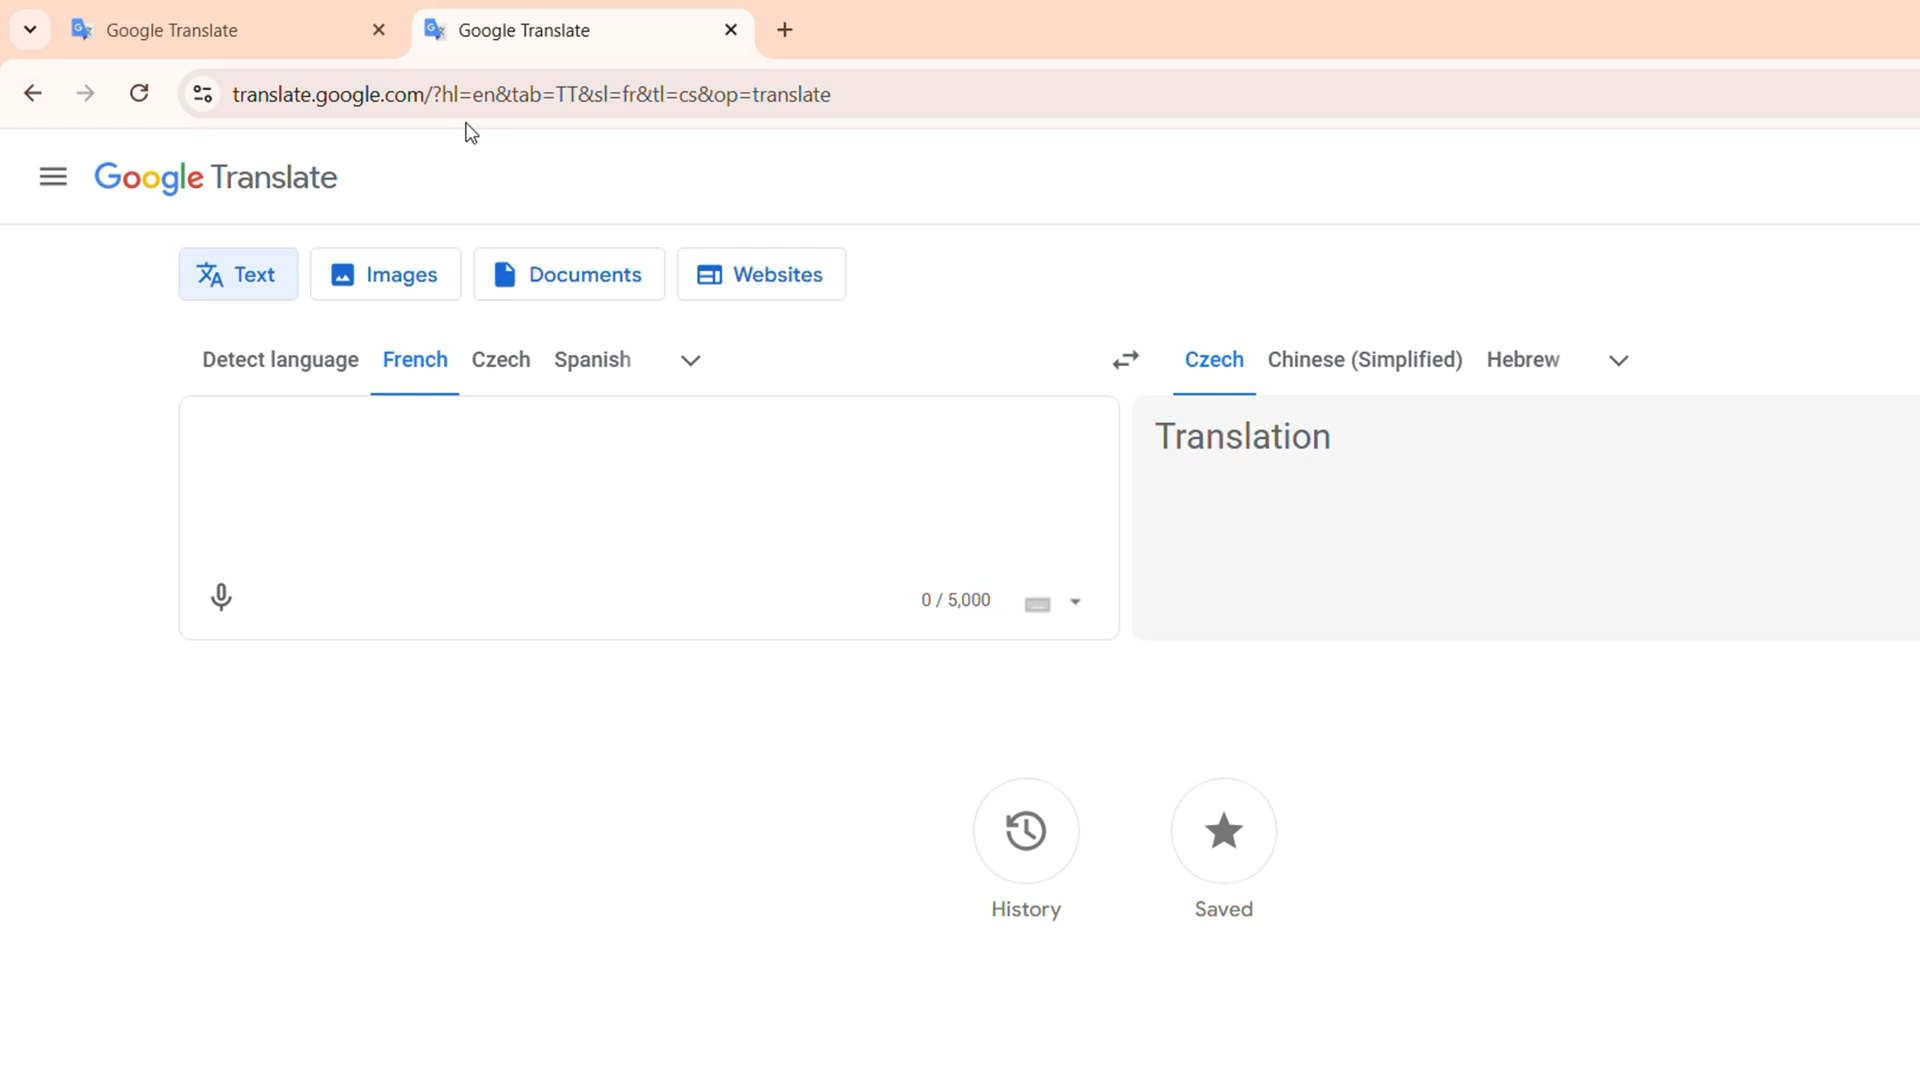 Google Translate
Google Translate
translate.google.com/?hl=en&tab=TT&sl=fr&tl=cs&op=translate
Google Translate
Text Images Documents Websites
Detect language French Czech Spanish Czech Chinese (Simplified) Hebrew
Translation
0 / 5,000
History Saved